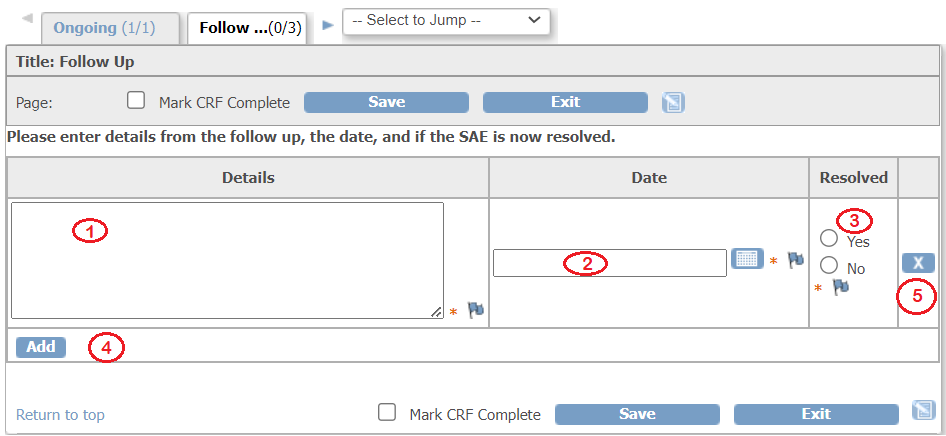 Ongoing (1/1) Follow ...(0/3) -- Select to Jump --
Title: Follow Up
Page: Mark CRF Complete Save Exit
Please enter details from the follow up, the date, and if the SAE is now resolved.
Details Date Resolved
1
2 *
3
Yes
No
*
* X
5
Add 4
Return to top Mark CRF Complete Save Exit